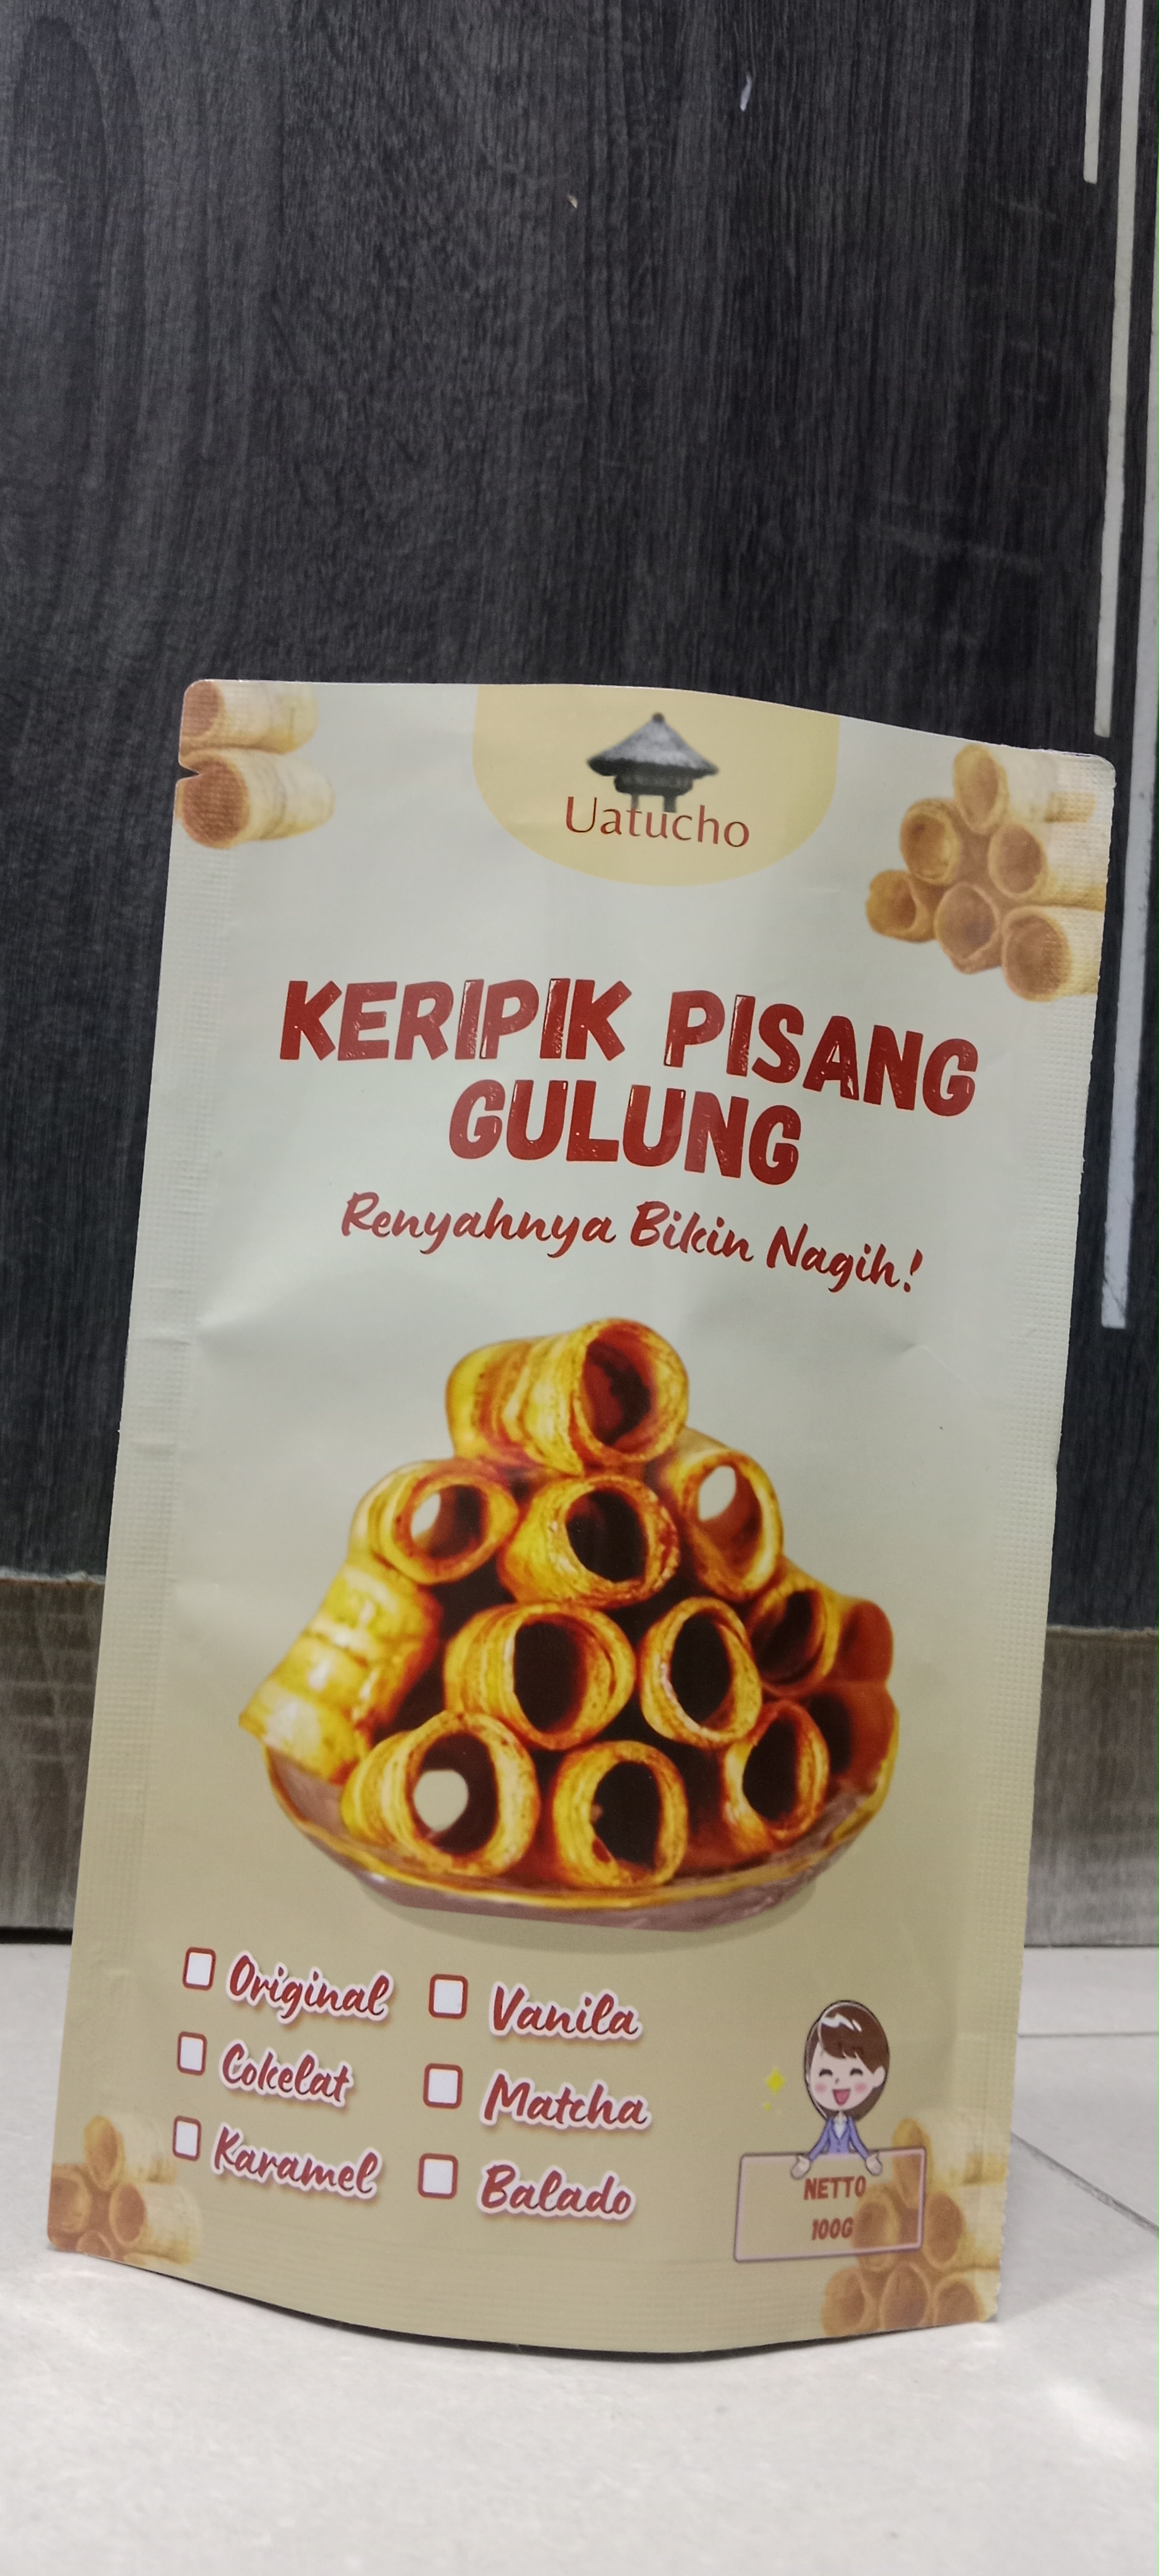 Uatucho
KERIPIK PISANG
GULUNG
Renyahnya Bikin Nagih!
Original
Vanila
Cokelat
Matcha
Karamel
Balado
NETTO
100G